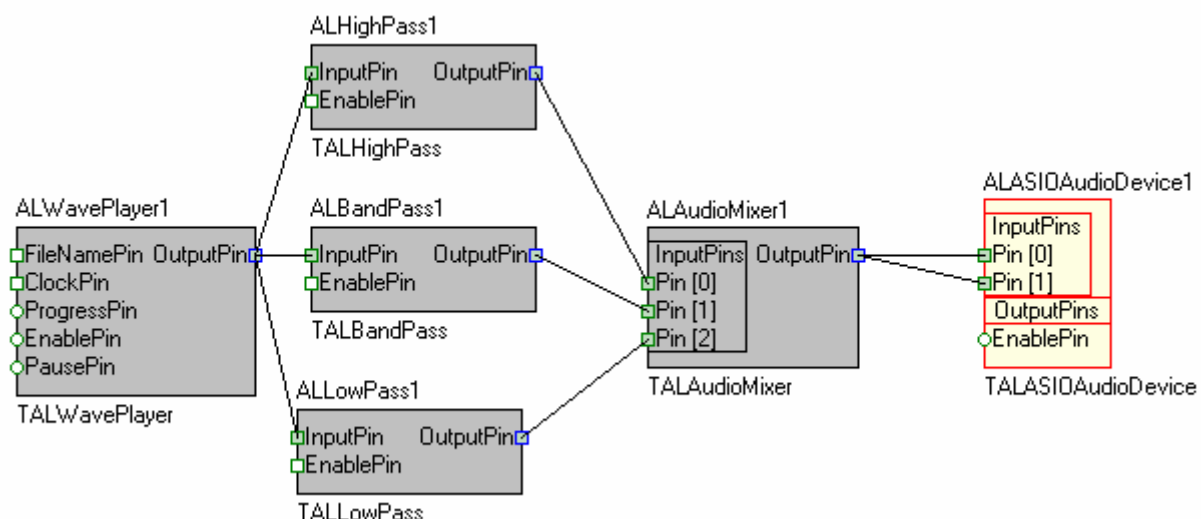 ALHighPass1
InputPin OutputPin
EnablePin
TALHighPass
ALWavePlayer1
FileNamePin OutputPin
ClockPin
ProgressPin
EnablePin
PausePin
TALWavePlayer
ALBandPass1
InputPin OutputPin
EnablePin
TALBandPass
ALLowPass1
InputPin OutputPin
EnablePin
TALLowPass
ALAudioMixer1
InputPins OutputPin
Pin [0]
Pin [1]
Pin [2]
TALAudioMixer
ALASIOAudioDevice1
InputPins
Pin [0]
Pin [1]
OutputPins
EnablePin
TALASIOAudioDevice